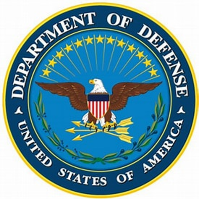 DEPARTMENT OF DEFENSE
UNITED STATES OF AMERICA